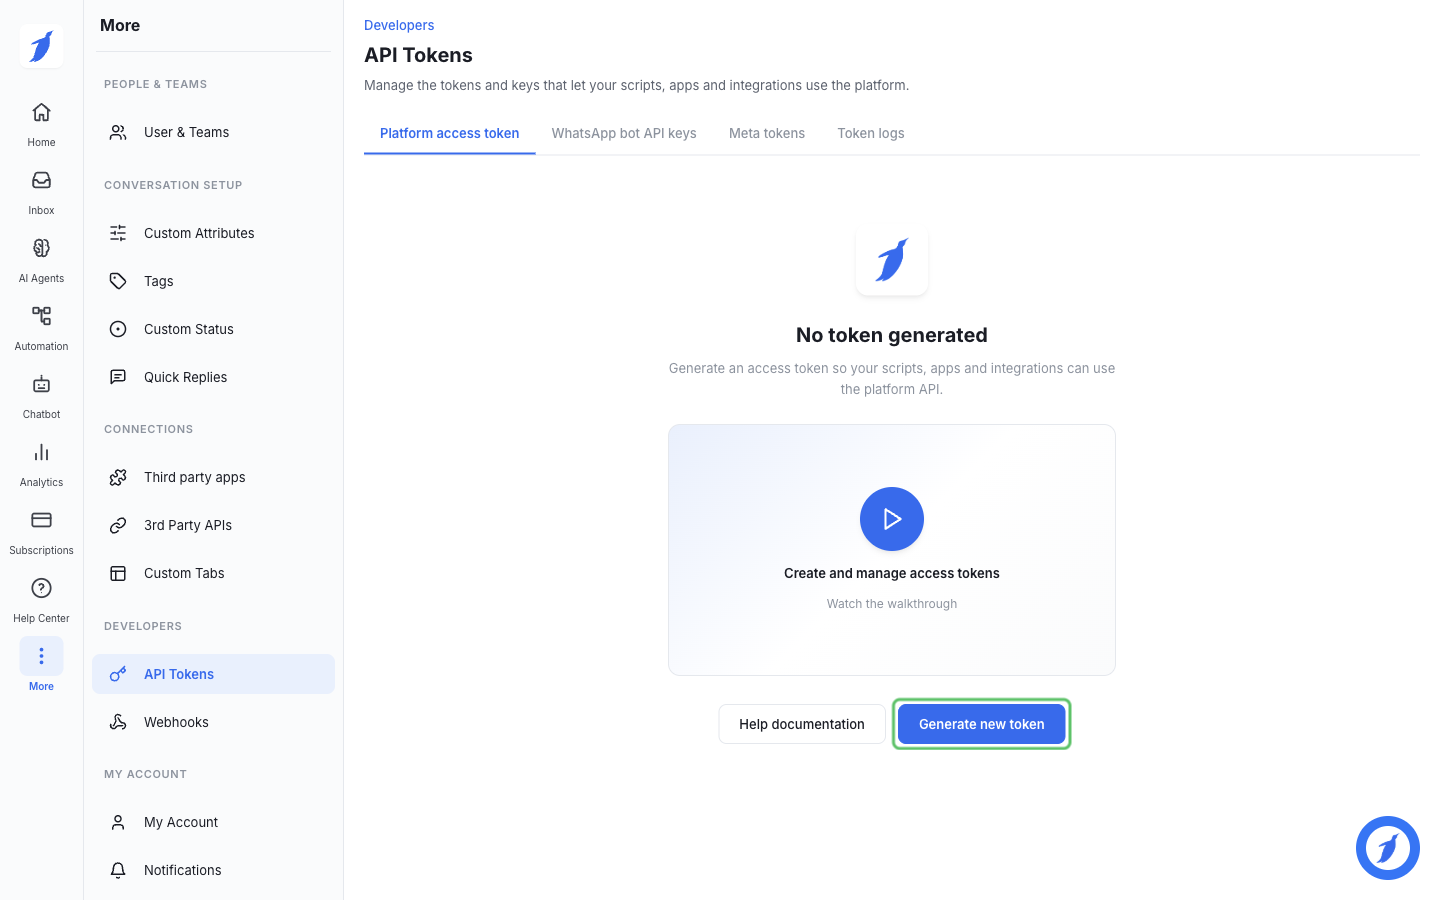 Home
Inbox
AI Agents
Automation
Chatbot
Analytics
Subscriptions
Help Center
More
More
PEOPLE & TEAMS
User & Teams
CONVERSATION SETUP
Custom Attributes
Tags
Custom Status
Quick Replies
CONNECTIONS
Third party apps
3rd Party APIs
Custom Tabs
DEVELOPERS
API Tokens
Webhooks
MY ACCOUNT
My Account
Notifications
Developers
API Tokens
Manage the tokens and keys that let your scripts, apps and integrations use the platform.
Platform access token WhatsApp bot API keys Meta tokens Token logs
No token generated
Generate an access token so your scripts, apps and integrations can use
the platform API.
Create and manage access tokens
Watch the walkthrough
Help documentation Generate new token